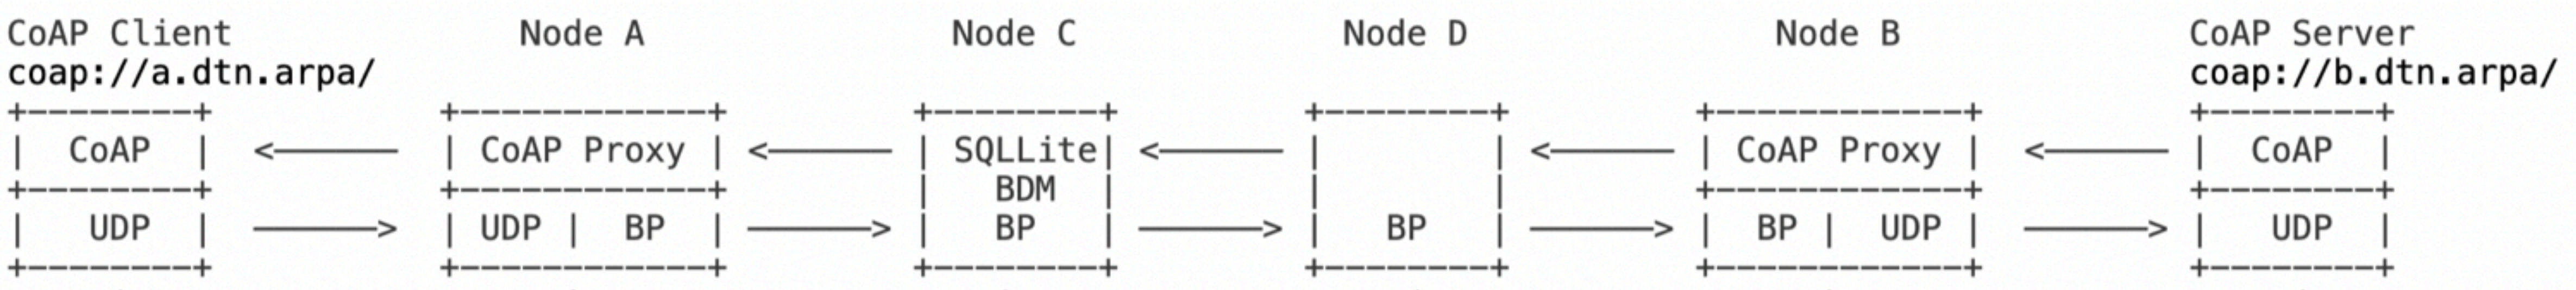 CoAP Client Node A Node C Node D Node B CoAP Server
coap://a.dtn.arpa/ coap://b.dtn.arpa/
CoAP CoAP Proxy SQLLite CoAP Proxy CoAP
BDM
UDP UDP | BP BP BP BP | UDP UDP